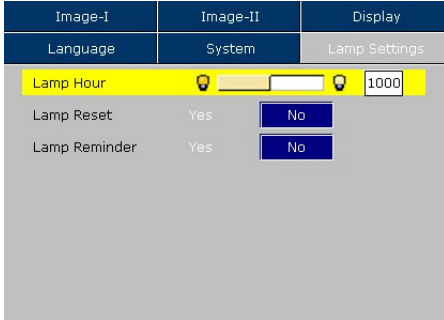 Image-I Image-II Display
Language System Lamp Settings
Lamp Hour 1000
Lamp Reset Yes No
Lamp Reminder Yes No